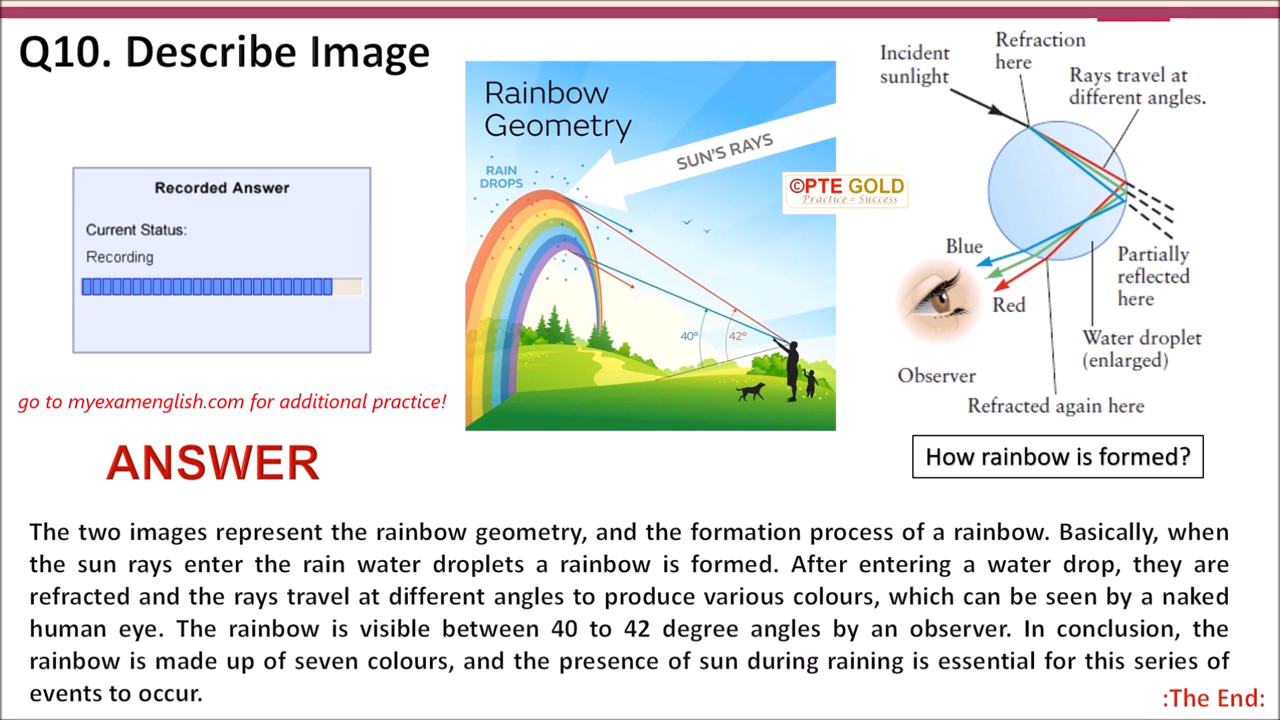 Q10. Describe Image
Recorded Answer
Current Status:
Recording
go to myexamenglish.com for additional practice!
Rainbow
Geometry
SUN'S RAYS
RAIN
DROPS
©PTE GOLD
Practice = Success
40°
42°
Incident
sunlight
Refraction
here
Rays travel at
different angles.
Blue
Red
Partially
reflected
here
Water droplet
(enlarged)
Observer
Refracted again here
How rainbow is formed?
ANSWER
The two images represent the rainbow geometry, and the formation process of a rainbow. Basically, when
the sun rays enter the rain water droplets a rainbow is formed. After entering a water drop, they are
refracted and the rays travel at different angles to produce various colours, which can be seen by a naked
human eye. The rainbow is visible between 40 to 42 degree angles by an observer. In conclusion, the
rainbow is made up of seven colours, and the presence of sun during raining is essential for this series of
events to occur.
:The End: